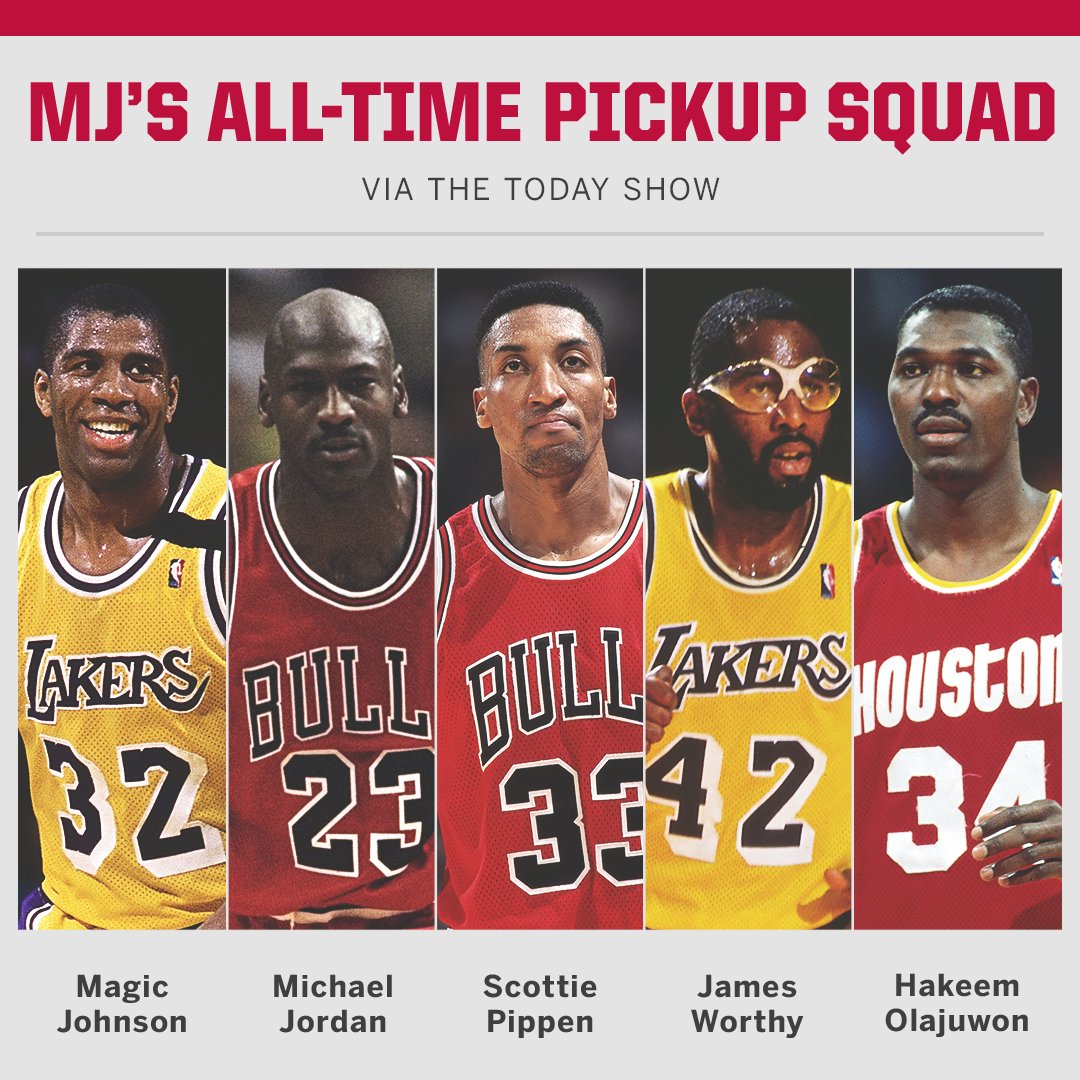 MJ'S ALL-TIME PICKUP SQUAD
VIA THE TODAY SHOW
LAKERS
32
BULL
23
BULL
33
LAKERS
42
HOUSTON
34
Magic
Johnson
Michael
Jordan
Scottie
Pippen
James
Worthy
Hakeem
Olajuwon